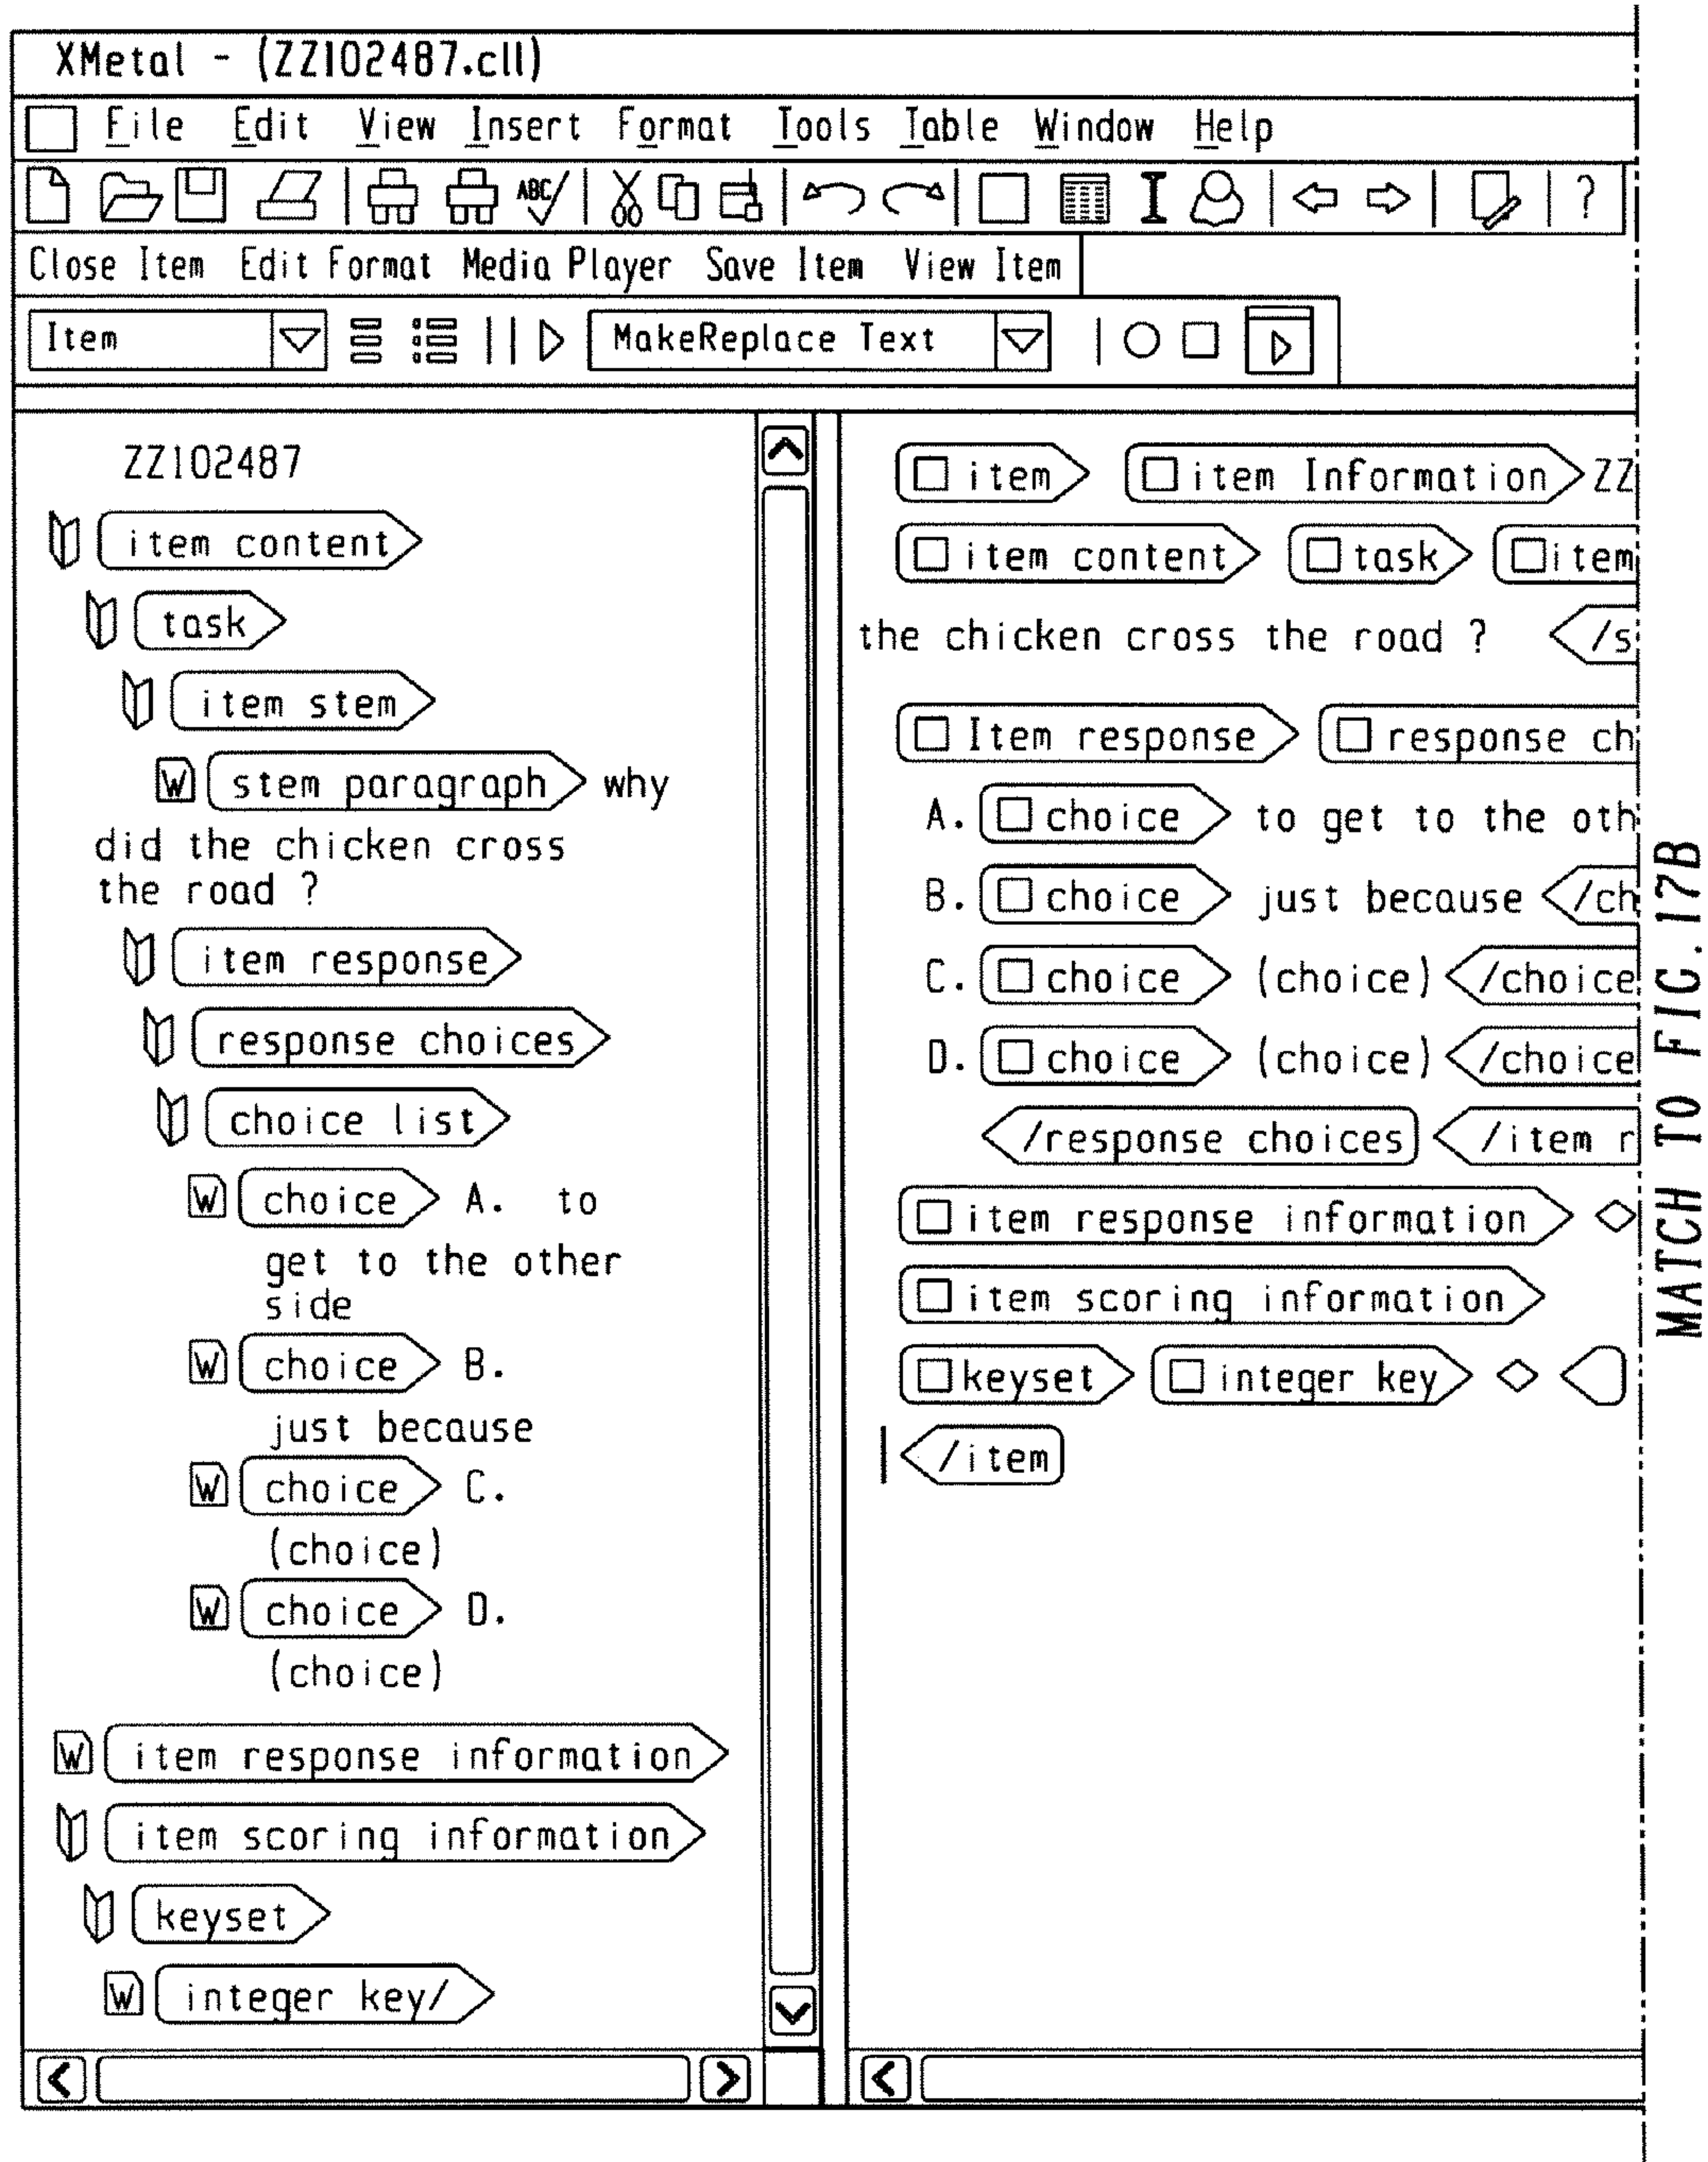 XMetal - (ZZ102487.cll)
File Edit View Insert Format Tools Table Window Help
ABC ?
Close Item Edit Format Media Player Save Item View Item
Item MakeReplace Text
ZZ102487
item content
task
item stem
W stem paragraph why
did the chicken cross
the road ?
item response
response choices
choice list
W choice A. to
get to the other
side
W choice B.
just because
W choice C.
(choice)
W choice D.
(choice)
W item response information
item scoring information
keyset
W integer key/
item item Information ZZ
item content task item
the chicken cross the road ? /s
Item response response ch
A. choice to get to the oth
B. choice just because /ch
C. choice (choice) /choice
D. choice (choice) /choice
/response choices /item r
item response information
item scoring information
keyset integer key
/item
MATCH TO FIG.17B